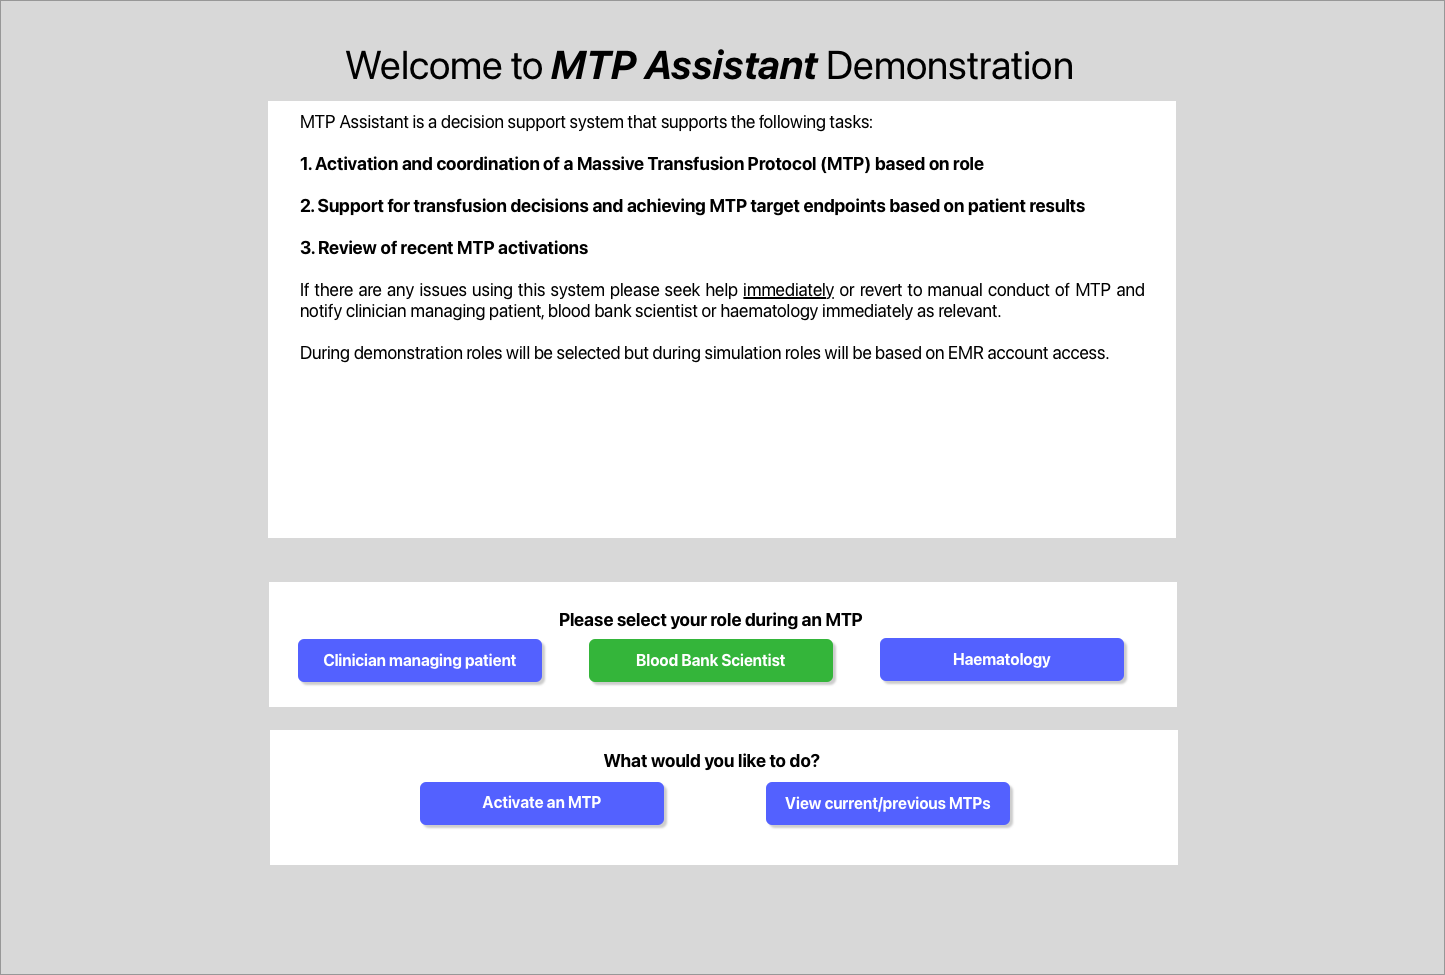 Welcome to MTP Assistant Demonstration
MTP Assistant is a decision support system that supports the following tasks:
1. Activation and coordination of a Massive Transfusion Protocol (MTP) based on role
2. Support for transfusion decisions and achieving MTP target endpoints based on patient results
3. Review of recent MTP activations
If there are any issues using this system please seek help immediately or revert to manual conduct of MTP and
notify clinician managing patient, blood bank scientist or haematology immediately as relevant.
During demonstration roles will be selected but during simulation roles will be based on EMR account access.
Please select your role during an MTP
Clinician managing patient
Blood Bank Scientist
Haematology
What would you like to do?
Activate an MTP
View current/previous MTPs